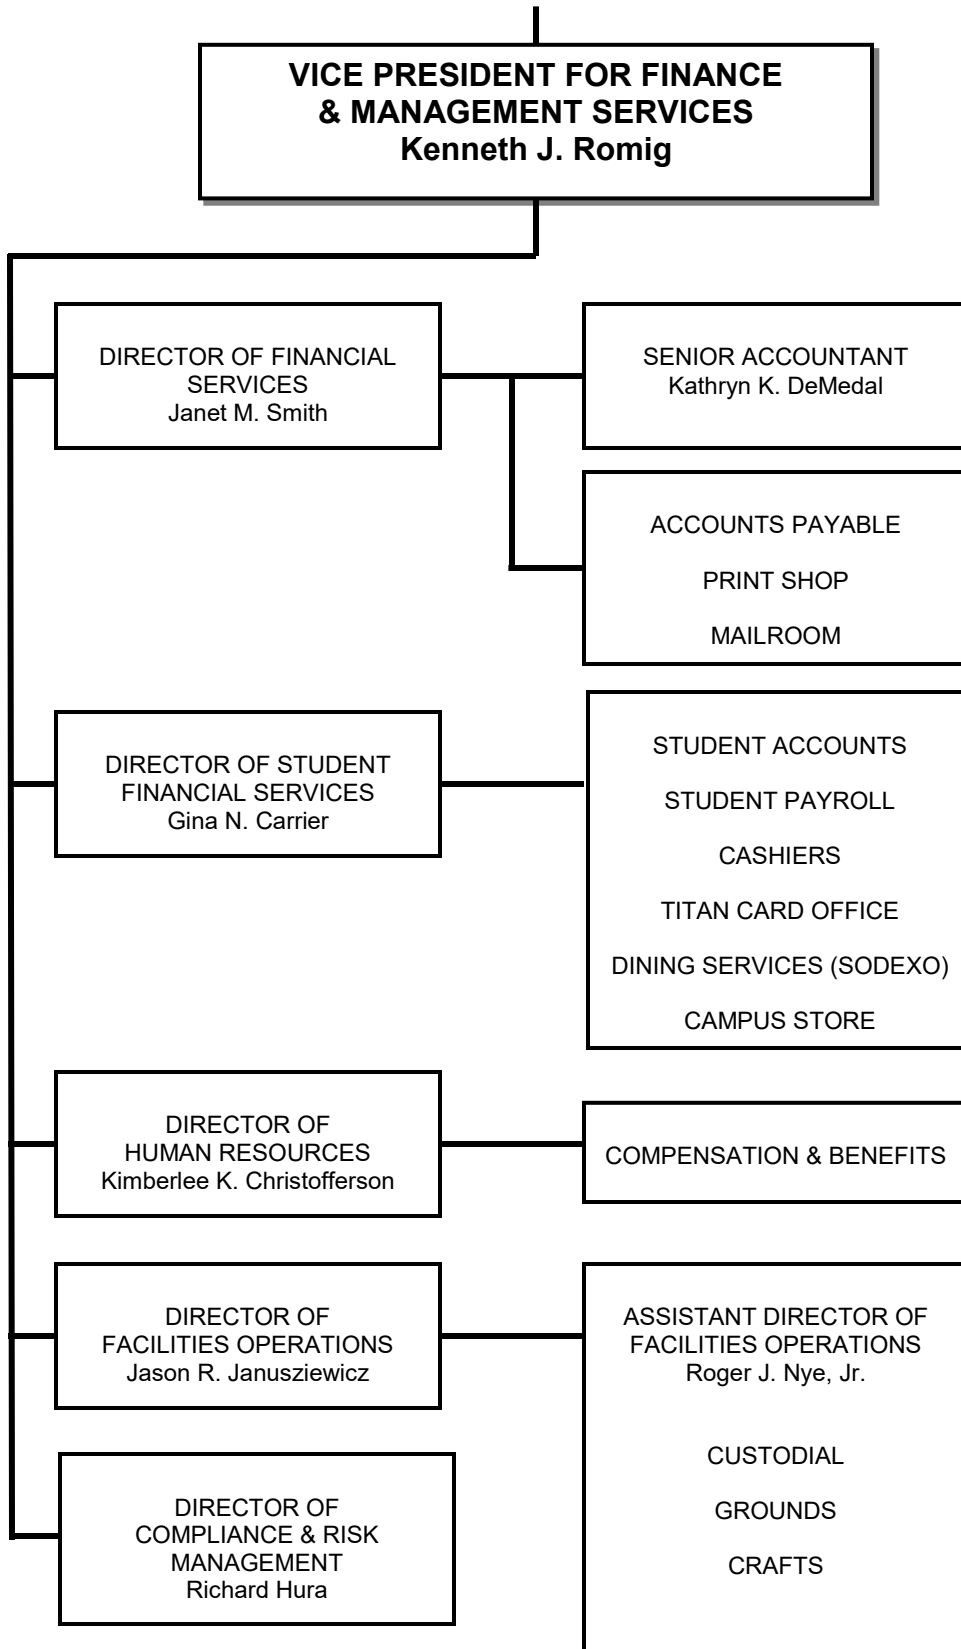 VICE PRESIDENT FOR FINANCE
& MANAGEMENT SERVICES
Kenneth J. Romig
DIRECTOR OF FINANCIAL
SERVICES
Janet M. Smith
SENIOR ACCOUNTANT
Kathryn K. DeMedal
ACCOUNTS PAYABLE
PRINT SHOP
MAILROOM
DIRECTOR OF STUDENT
FINANCIAL SERVICES
Gina N. Carrier
STUDENT ACCOUNTS
STUDENT PAYROLL
CASHIERS
TITAN CARD OFFICE
DINING SERVICES (SODEXO)
CAMPUS STORE
DIRECTOR OF
HUMAN RESOURCES
Kimberlee K. Christofferson
COMPENSATION & BENEFITS
DIRECTOR OF
FACILITIES OPERATIONS
Jason R. Janusziewicz
ASSISTANT DIRECTOR OF
FACILITIES OPERATIONS
Roger J. Nye, Jr.
CUSTODIAL
GROUNDS
CRAFTS
DIRECTOR OF
COMPLIANCE & RISK
MANAGEMENT
Richard Hura